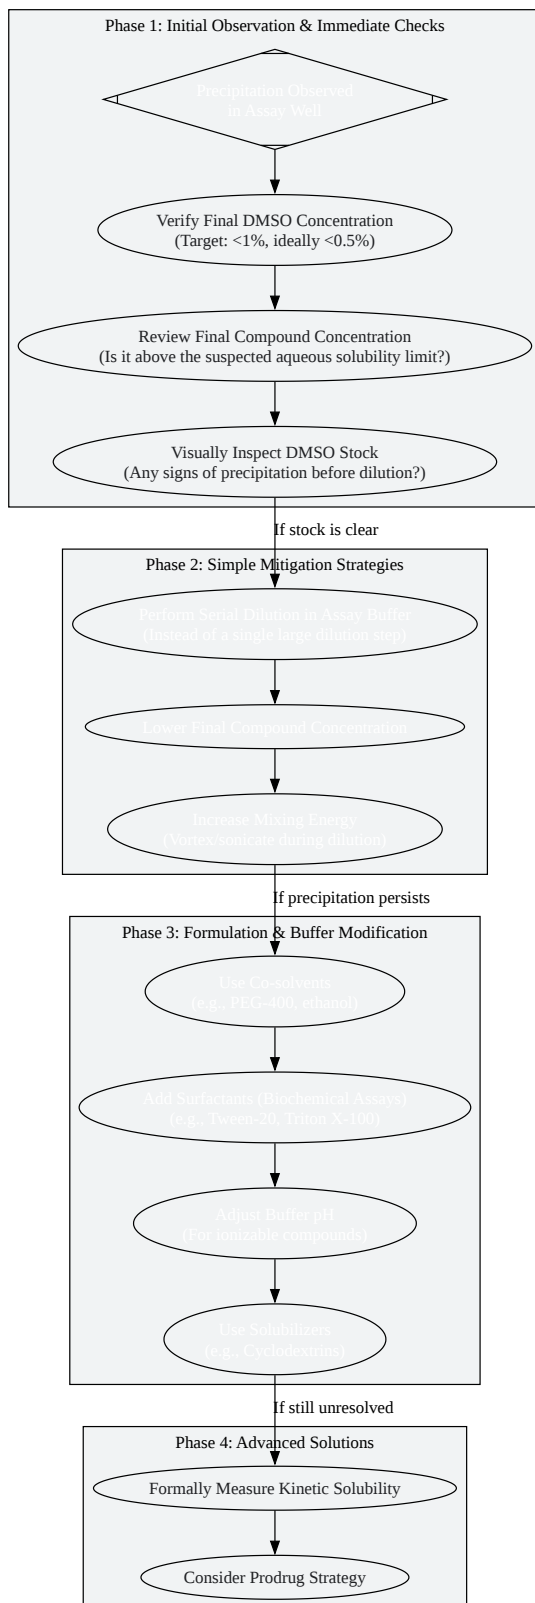 Phase 1: Initial Observation & Immediate Checks
Precipitation Observed
in Assay Well
Verify Final DMSO Concentration
(Target: <1%, ideally <0.5%)
Review Final Compound Concentration
(Is it above the suspected aqueous solubility limit?)
Visually Inspect DMSO Stock
(Any signs of precipitation before dilution?)
If stock is clear
Phase 2: Simple Mitigation Strategies
Perform Serial Dilution in Assay Buffer
(Instead of a single large dilution step)
Lower Final Compound Concentration
Increase Mixing Energy
(Vortex/sonicate during dilution)
If precipitation persists
Phase 3: Formulation & Buffer Modification
Use Co-solvents
(e.g., PEG-400, ethanol)
Add Surfactants (Biochemical Assays)
(e.g., Tween-20, Triton X-100)
Adjust Buffer pH
(For ionizable compounds)
Use Solubilizers
(e.g., Cyclodextrins)
If still unresolved
Phase 4: Advanced Solutions
Formally Measure Kinetic Solubility
Consider Prodrug Strategy